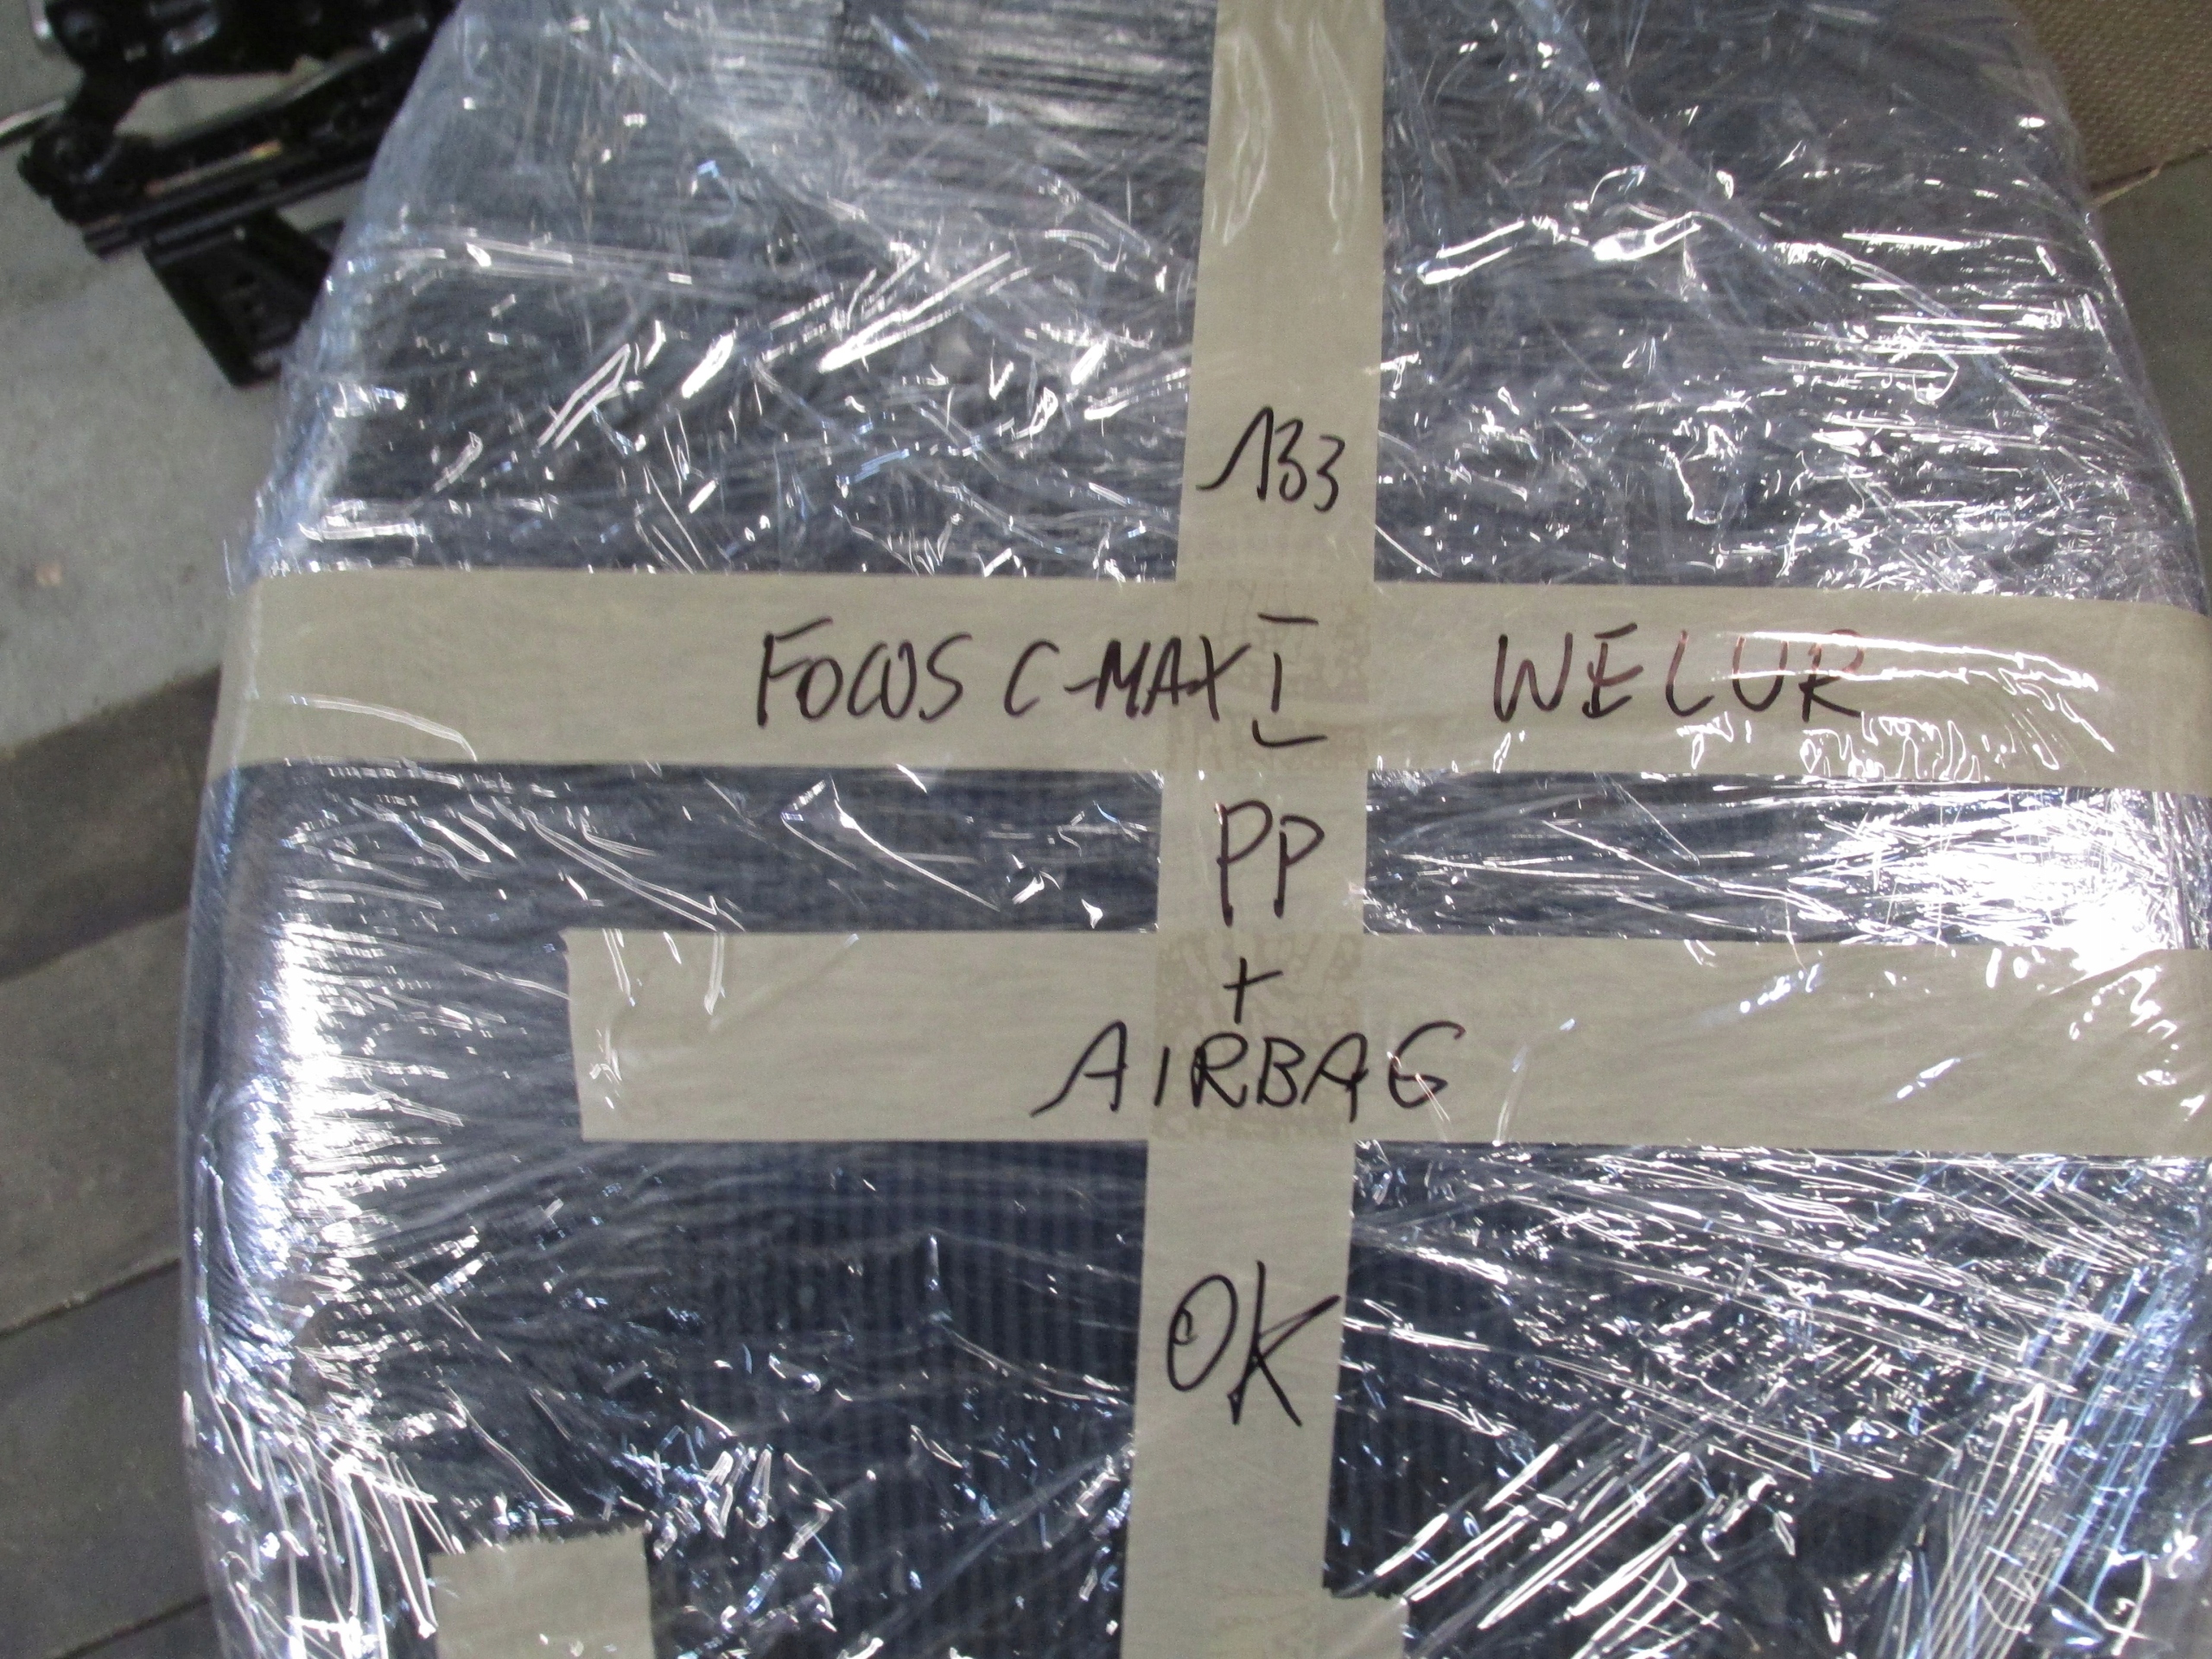 133
FOCUS C-MAX I WELUR
PP
+
AIRBAG
OK